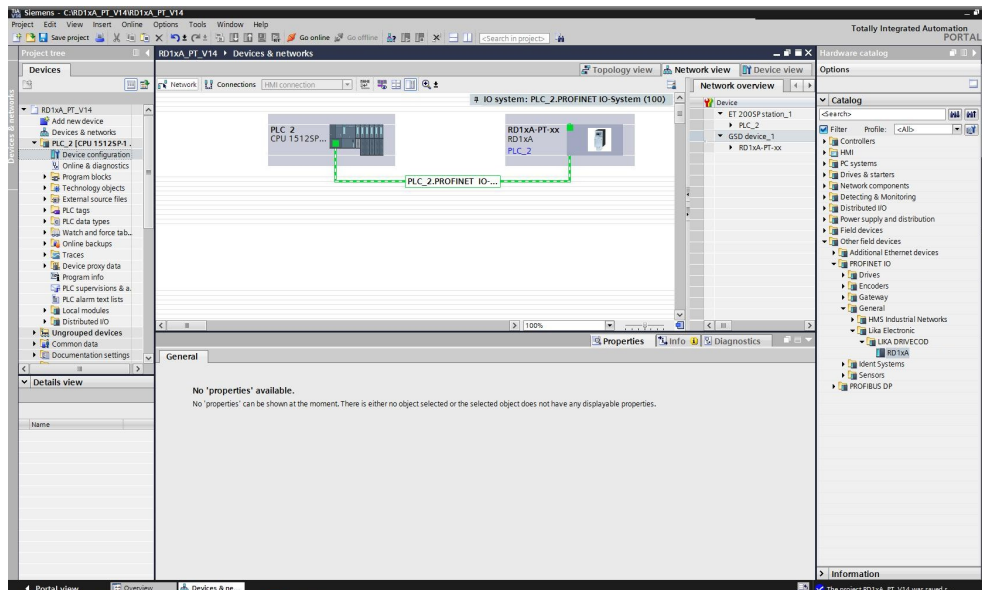 Siemens - C:\RD1xA_PT_V14\RD1xA_PT_V14
Project Edit View Insert Online Options Tools Window Help
Save project
Go online
Go offline
<Search in project>
Totally Integrated Automation
PORTAL
Project tree
RD1xA_PT_V14 Devices & networks
Hardware catalog
Devices
Topology view
Network view
Device view
Options
Network
Connections
HMI connection
Network overview
IO system: PLC_2.PROFINET IO-System (100)
PLC 2
CPU 1512SP...
RD1xA-PT-xx
RD1xA
PLC_2
PLC_2.PROFINET IO-...
100%
Device
ET 200SP station_1
PLC_2
GSD device_1
RD1xA-PT-xx
Devices & networks
RD1xA_PT_V14
Add new device
Devices & networks
PLC_2 [CPU 1512SP-1 .
Device configuration
Online & diagnostics
Program blocks
Technology objects
External source files
PLC tags
PLC data types
Watch and force tab...
Online backups
Traces
Device proxy data
Program info
PLC supervisions & a.
PLC alarm text lists
Local modules
Distributed I/O
Ungrouped devices
Common data
Documentation settings
Details view
Name
Properties
Info
Diagnostics
General
No 'properties' available.
No 'properties' can be shown at the moment. There is either no object selected or the selected object does not have any displayable properties.
Catalog
<Search>
Filter Profile: <All>
Controllers
HMI
PC systems
Drives & starters
Network components
Detecting & Monitoring
Distributed I/O
Power supply and distribution
Field devices
Other field devices
Additional Ethernet devices
PROFINET IO
Drives
Encoders
Gateway
General
HMS Industrial Networks
Lika Electronic
LIKA DRIVECOD
RD1xA
Ident Systems
Sensors
PROFIBUS DP
Information
Portal view
Overview
Devices & ne...
The project RD1xA_PT_V14 was saved